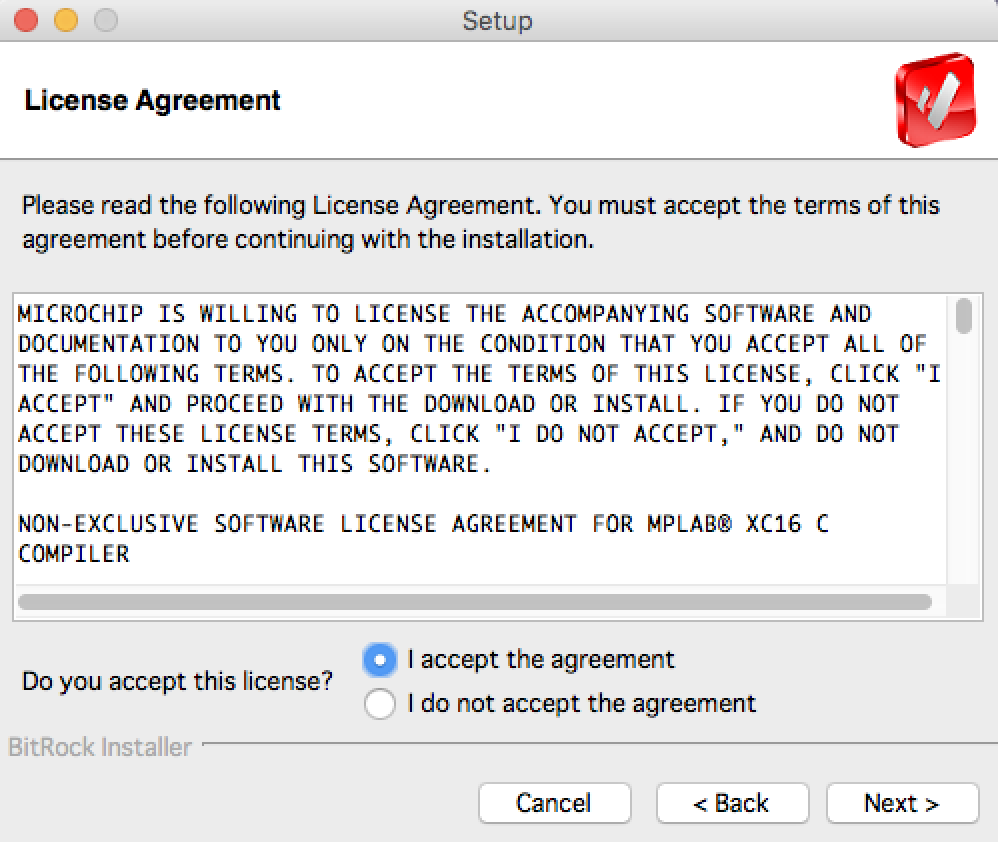 Setup
License Agreement
Please read the following License Agreement. You must accept the terms of this
agreement before continuing with the installation.
MICROCHIP IS WILLING TO LICENSE THE ACCOMPANYING SOFTWARE AND
DOCUMENTATION TO YOU ONLY ON THE CONDITION THAT YOU ACCEPT ALL OF
THE FOLLOWING TERMS. TO ACCEPT THE TERMS OF THIS LICENSE, CLICK "I
ACCEPT" AND PROCEED WITH THE DOWNLOAD OR INSTALL. IF YOU DO NOT
ACCEPT THESE LICENSE TERMS, CLICK "I DO NOT ACCEPT," AND DO NOT
DOWNLOAD OR INSTALL THIS SOFTWARE.
NON-EXCLUSIVE SOFTWARE LICENSE AGREEMENT FOR MPLAB® XC16 C
COMPILER
Do you accept this license?
I accept the agreement
I do not accept the agreement
BitRock Installer
Cancel
< Back
Next >